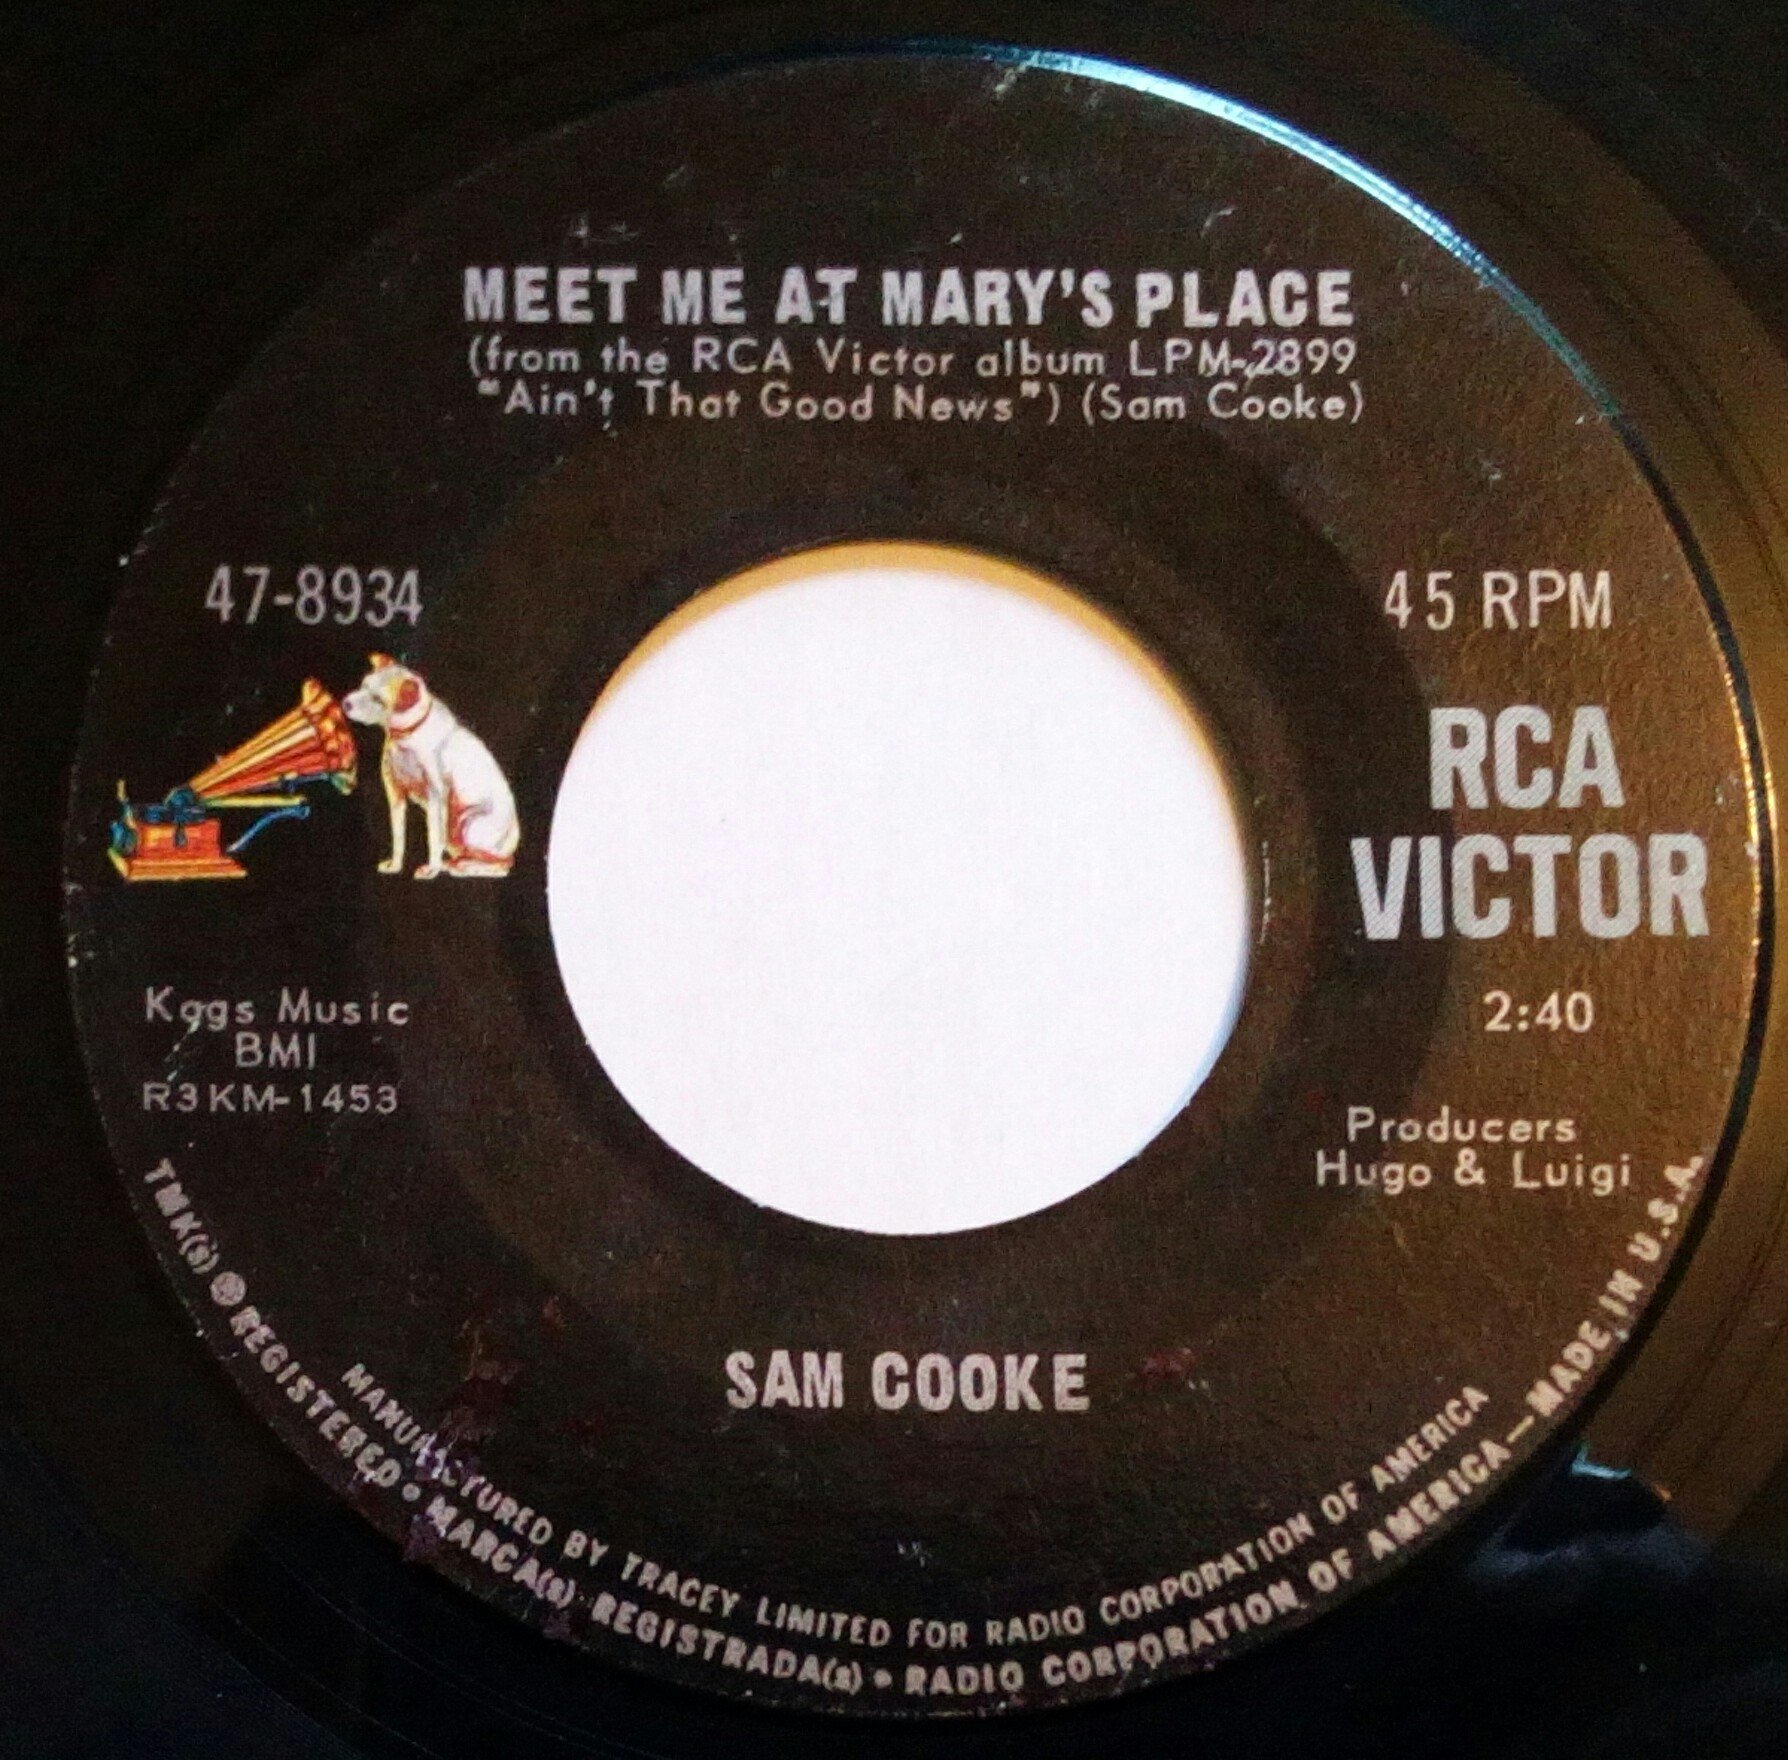 MEET ME AT MARY'S PLACE
(from the RCA Victor album LPM-2899
"Ain't That Good News") (Sam Cooke)
47-8934
45 RPM
RCA
VICTOR
Kags Music
BMI
R3KM-1453
2:40
Producers
Hugo & Luigi
SAM COOKE
MANUFACTURED BY TRACEY LIMITED FOR RADIO CORPORATION OF AMERICA
TMK(s) ® REGISTERED • MARCA(s) REGISTRADA(s) • RADIO CORPORATION OF AMERICA—MADE IN U.S.A.